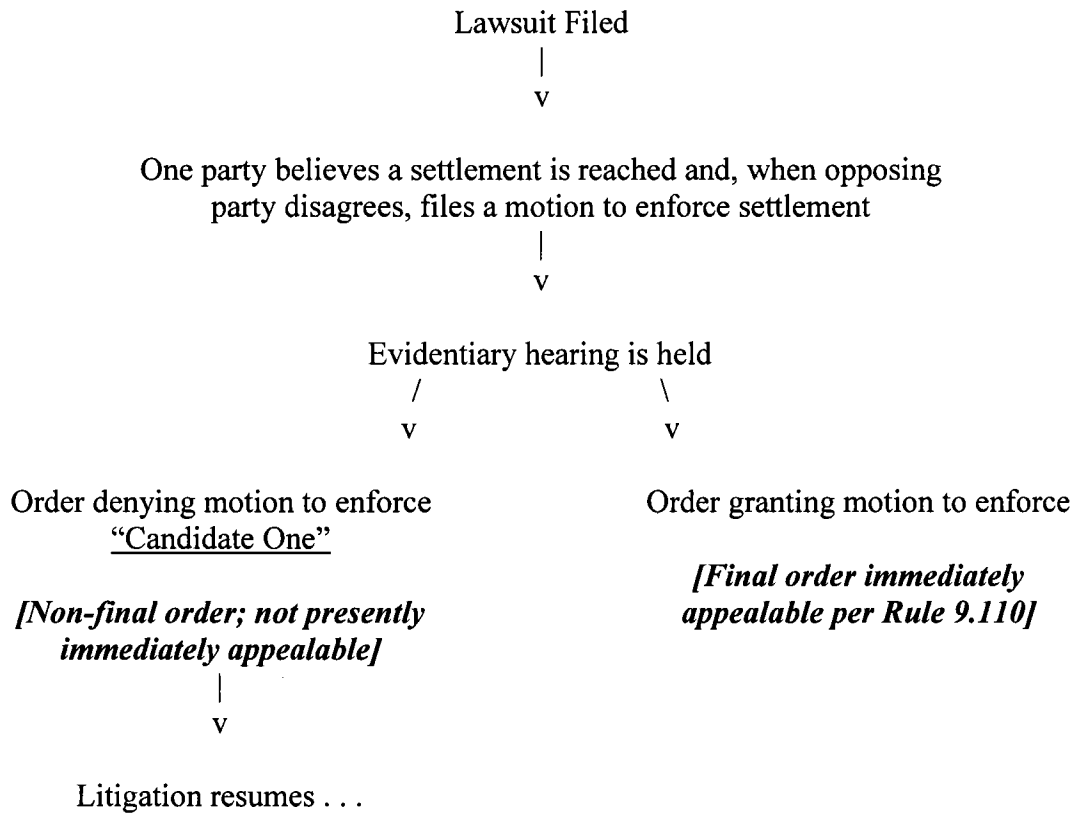 Lawsuit Filed
|
v
One party believes a settlement is reached and, when opposing
party disagrees, files a motion to enforce settlement
|
v
Evidentiary hearing is held
/ \
v v
Order denying motion to enforce
"Candidate One"
[Non-final order; not presently
immediately appealable]
|
v
Litigation resumes . . .
Order granting motion to enforce
[Final order immediately
appealable per Rule 9.110]